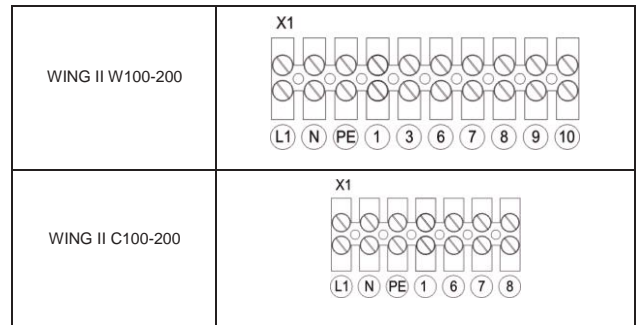 X1
WING II W100-200
L1 N PE 1 3 6 7 8 9 10
X1
WING II C100-200
L1 N PE 1 6 7 8